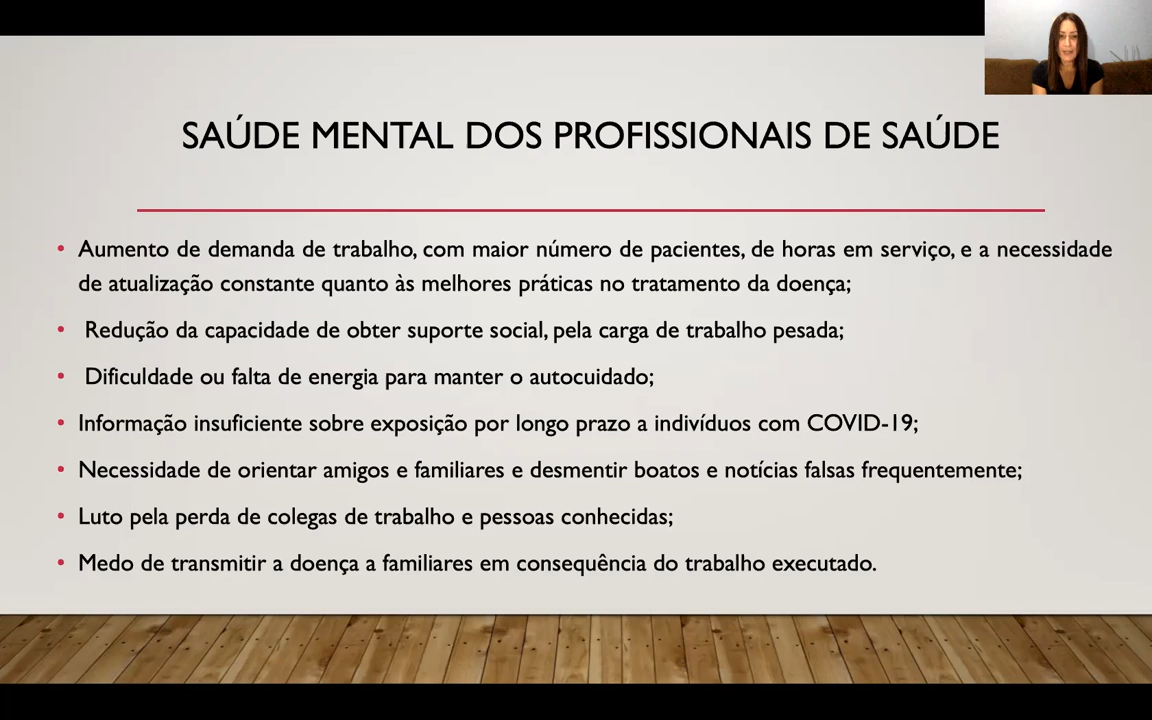 SAÚDE MENTAL DOS PROFISSIONAIS DE SAÚDE
• Aumento de demanda de trabalho, com maior número de pacientes, de horas em serviço, e a necessidade
de atualização constante quanto às melhores práticas no tratamento da doença;
• Redução da capacidade de obter suporte social, pela carga de trabalho pesada;
• Dificuldade ou falta de energia para manter o autocuidado;
• Informação insuficiente sobre exposição por longo prazo a indivíduos com COVID-19;
• Necessidade de orientar amigos e familiares e desmentir boatos e notícias falsas frequentemente;
• Luto pela perda de colegas de trabalho e pessoas conhecidas;
• Medo de transmitir a doença a familiares em consequência do trabalho executado.